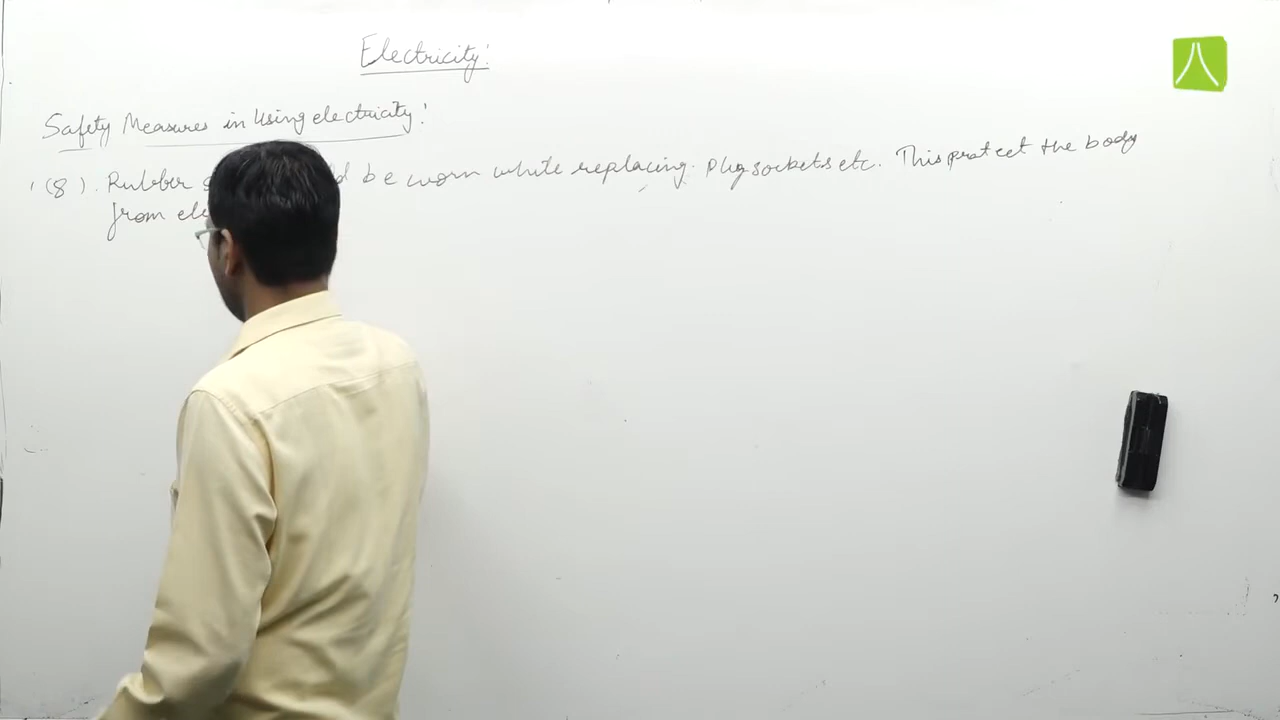 Electricity:
Safety Measures in Using electricity:
(8). Rubber be worn while replacing plug sockets etc. This protect the body
from